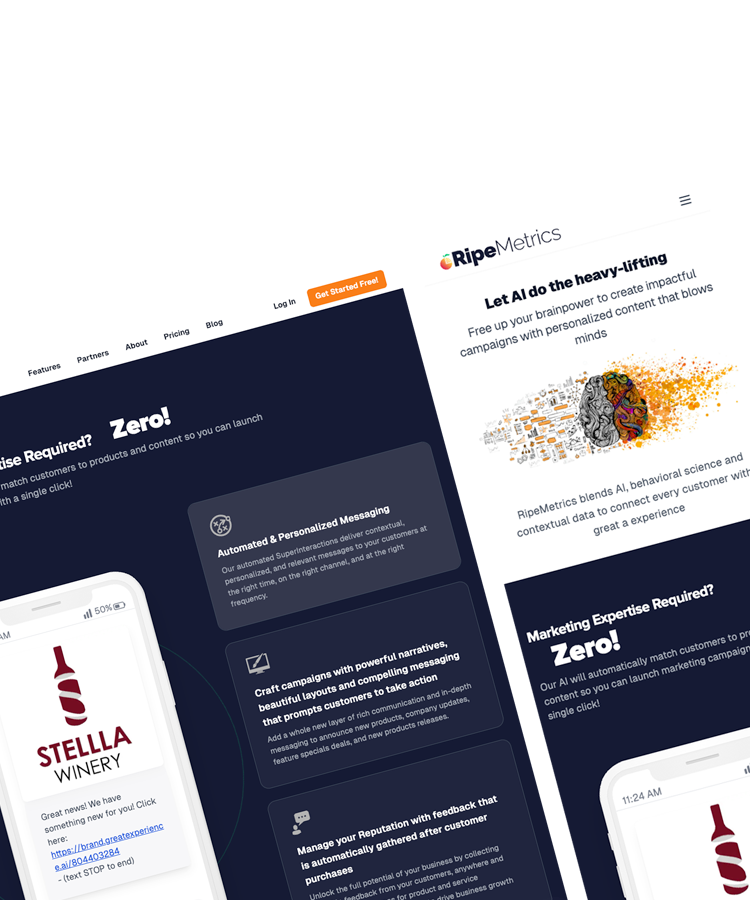 Features
Partners
About
Pricing
Blog
Log In
Get Started Free!
Required?
Zero!
match customers to products and content so you can launch
a single click!
Automated & Personalized Messaging
Our automated SuperInteractions deliver contextual,
personalized, and relevant messages to your customers at
the right time, on the right channel, and at the right
frequency.
Craft campaigns with powerful narratives,
beautiful layouts and compelling messaging
that prompts customers to take action
Add a whole new layer of rich communication and in-depth
messaging to announce new products, company updates,
feature specials deals, and new products releases.
Manage your Reputation with feedback that
is automatically gathered after customer
purchases
Unlock the full potential of your business by collecting
feedback from your customers, anywhere and
for product and service
drive business growth
AM
50%
STELLLA
WINERY
Great news! We have
something new for you! Click
here:
https://brand.greatexperienc
e.ai/804403284
- (text STOP to end)
RipeMetrics
Let AI do the heavy-lifting
Free up your brainpower to create impactful
campaigns with personalized content that blows
minds
RipeMetrics blends AI, behavioral science and
contextual data to connect every customer with
great a experience
Marketing Expertise Required?
Zero!
Our AI will automatically match customers to
content so you can launch marketing
single click!
11:24 AM